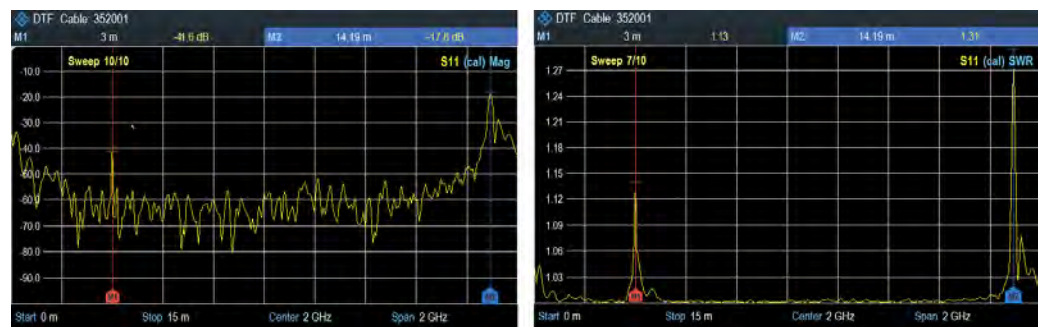 DTF Cable 352001
M1 3 m -41.6 dB M2 14.19 m -17.8 dB
Sweep 10/10 S11 (cal) Mag
-10.0
-20.0
-30.0
-40.0
-50.0
-60.0
-70.0
-80.0
-90.0
M1 M2
Start 0 m Stop 15 m Center 2 GHz Span 2 GHz
DTF Cable 352001
M1 3 m 1.13 M2 14.19 m 1.31
Sweep 7/10 S11 (cal) SWR
1.27
1.24
1.21
1.18
1.15
1.12
1.09
1.06
1.03
M1 M2
Start 0 m Stop 15 m Center 2 GHz Span 2 GHz